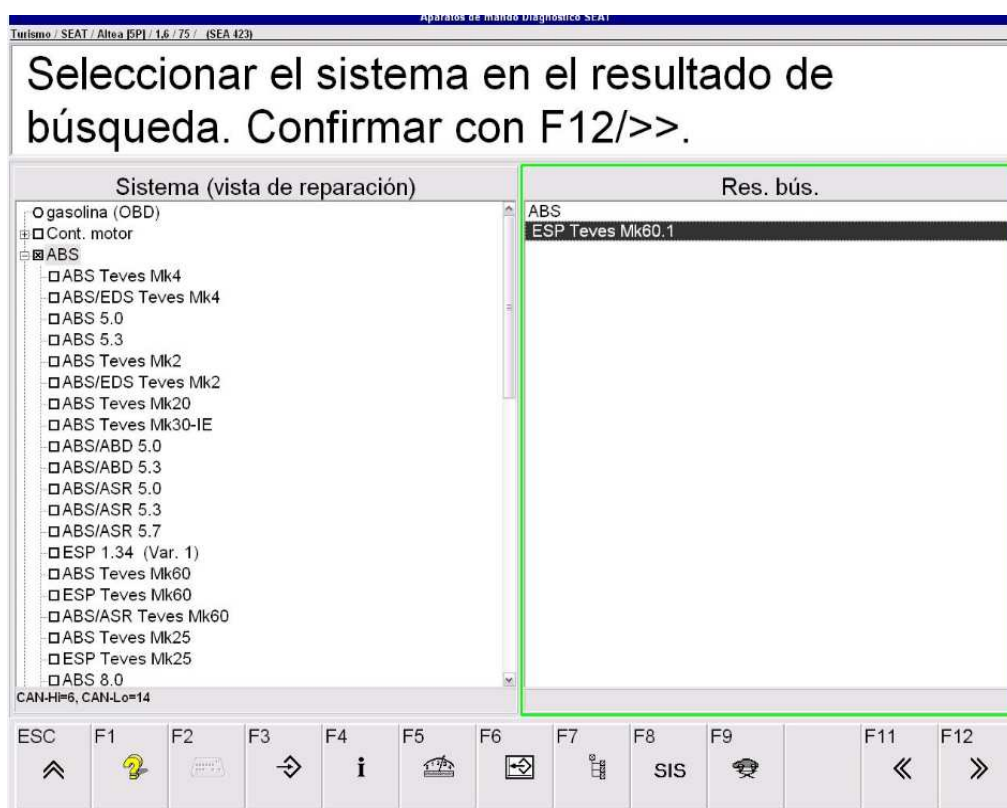 Aparatos de mando Diagnóstico SEAT
Turismo / SEAT / Altea [5P] / 1,6 / 75 / (SEA 423)
Seleccionar el sistema en el resultado de
búsqueda. Confirmar con F12/>>.
Sistema (vista de reparación)
gasolina (OBD)
Cont. motor
ABS
ABS Teves Mk4
ABS/EDS Teves Mk4
ABS 5.0
ABS 5.3
ABS Teves Mk2
ABS/EDS Teves Mk2
ABS Teves Mk20
ABS Teves Mk30-IE
ABS/ABD 5.0
ABS/ABD 5.3
ABS/ASR 5.0
ABS/ASR 5.3
ABS/ASR 5.7
ESP 1.34 (Var. 1)
ABS Teves Mk60
ESP Teves Mk60
ABS/ASR Teves Mk60
ABS Teves Mk25
ESP Teves Mk25
ABS 8.0
CAN-Hi=6, CAN-Lo=14
Res. bús.
ABS
ESP Teves Mk60.1
ESC F1 F2 F3 F4 F5 F6 F7 F8 F9 F11 F12
? i SIS « »